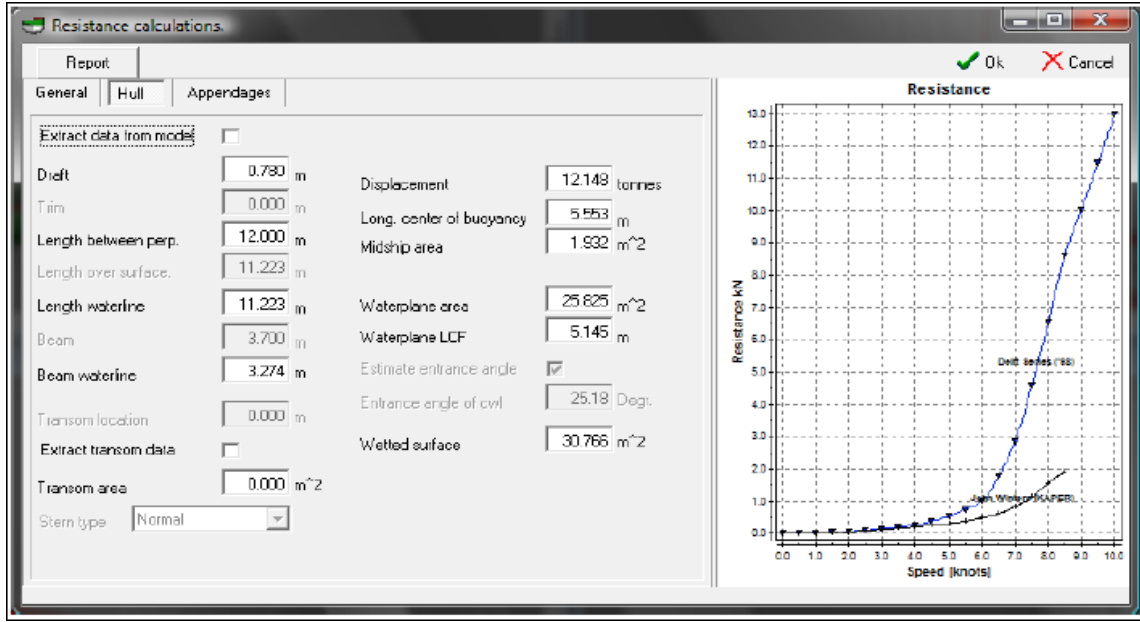 Resistance calculations.
Report
Ok
Cancel
General
Hull
Appendages
Extract data from model
Draft 0.780 m
Trim 0.000 m
Length between perp. 12.000 m
Length over surface. 11.223 m
Length waterline 11.223 m
Beam 3.700 m
Beam waterline 3.274 m
Transom location 0.000 m
Extract transom data
Transom area 0.000 m^2
Stern type Normal
Displacement 12.148 tonnes
Long. center of buoyancy 5.553 m
Midship area 1.932 m^2
Waterplane area 25.825 m^2
Waterplane LCF 5.145 m
Estimate entrance angle
Entrance angle of cwl 25.18 Degr.
Wetted surface 30.766 m^2
Resistance
13.0
12.0
11.0
10.0
9.0
8.0
7.0
6.0
5.0
4.0
3.0
2.0
1.0
0.0
Resistance kN
Delft Series ('98)
John Winters (KAPER)
0.0 1.0 2.0 3.0 4.0 5.0 6.0 7.0 8.0 9.0 10.0
Speed [knots]